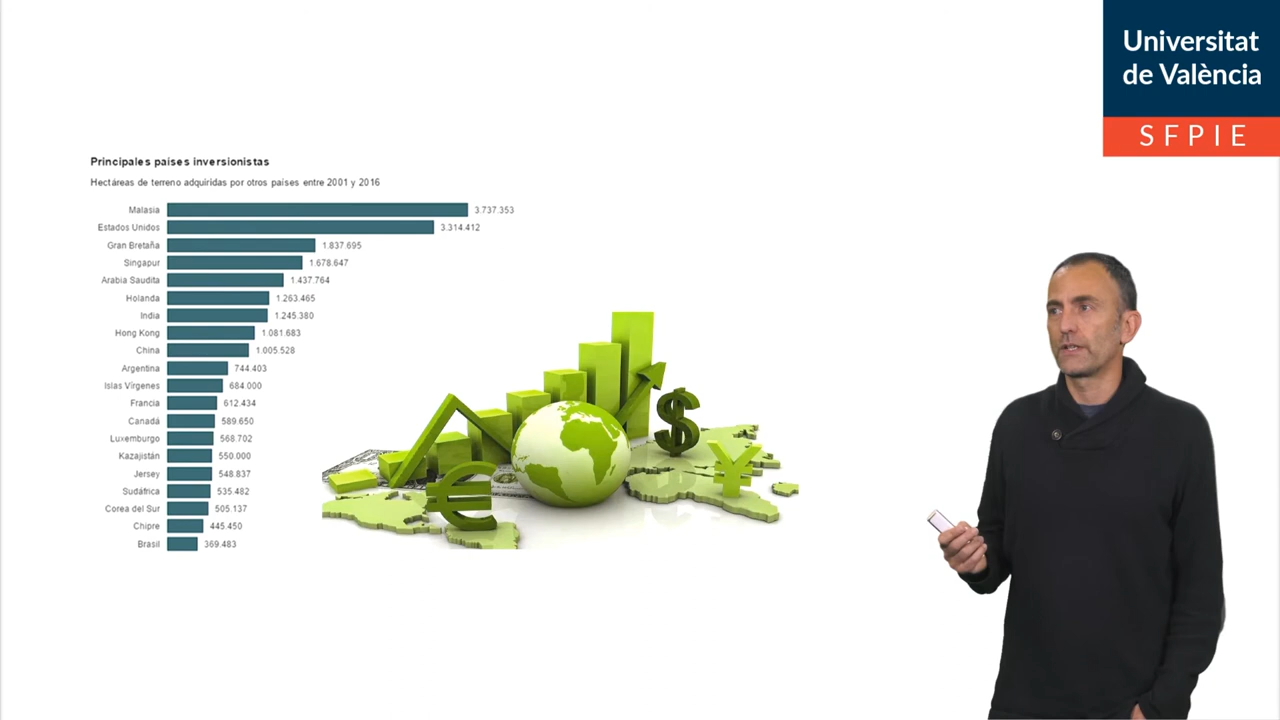 Universitat
de València
SFPIE
Principales países inversionistas
Hectáreas de terreno adquiridas por otros países entre 2001 y 2016
Malasia 3.737.353
Estados Unidos 3.314.412
Gran Bretaña 1.837.695
Singapur 1.678.647
Arabia Saudita 1.437.764
Holanda 1.263.465
India 1.245.380
Hong Kong 1.081.683
China 1.005.528
Argentina 744.403
Islas Vírgenes 684.000
Francia 612.434
Canadá 589.650
Luxemburgo 568.702
Kazajistán 550.000
Jersey 548.837
Sudáfrica 535.482
Corea del Sur 505.137
Chipre 445.450
Brasil 369.483
€
$
¥